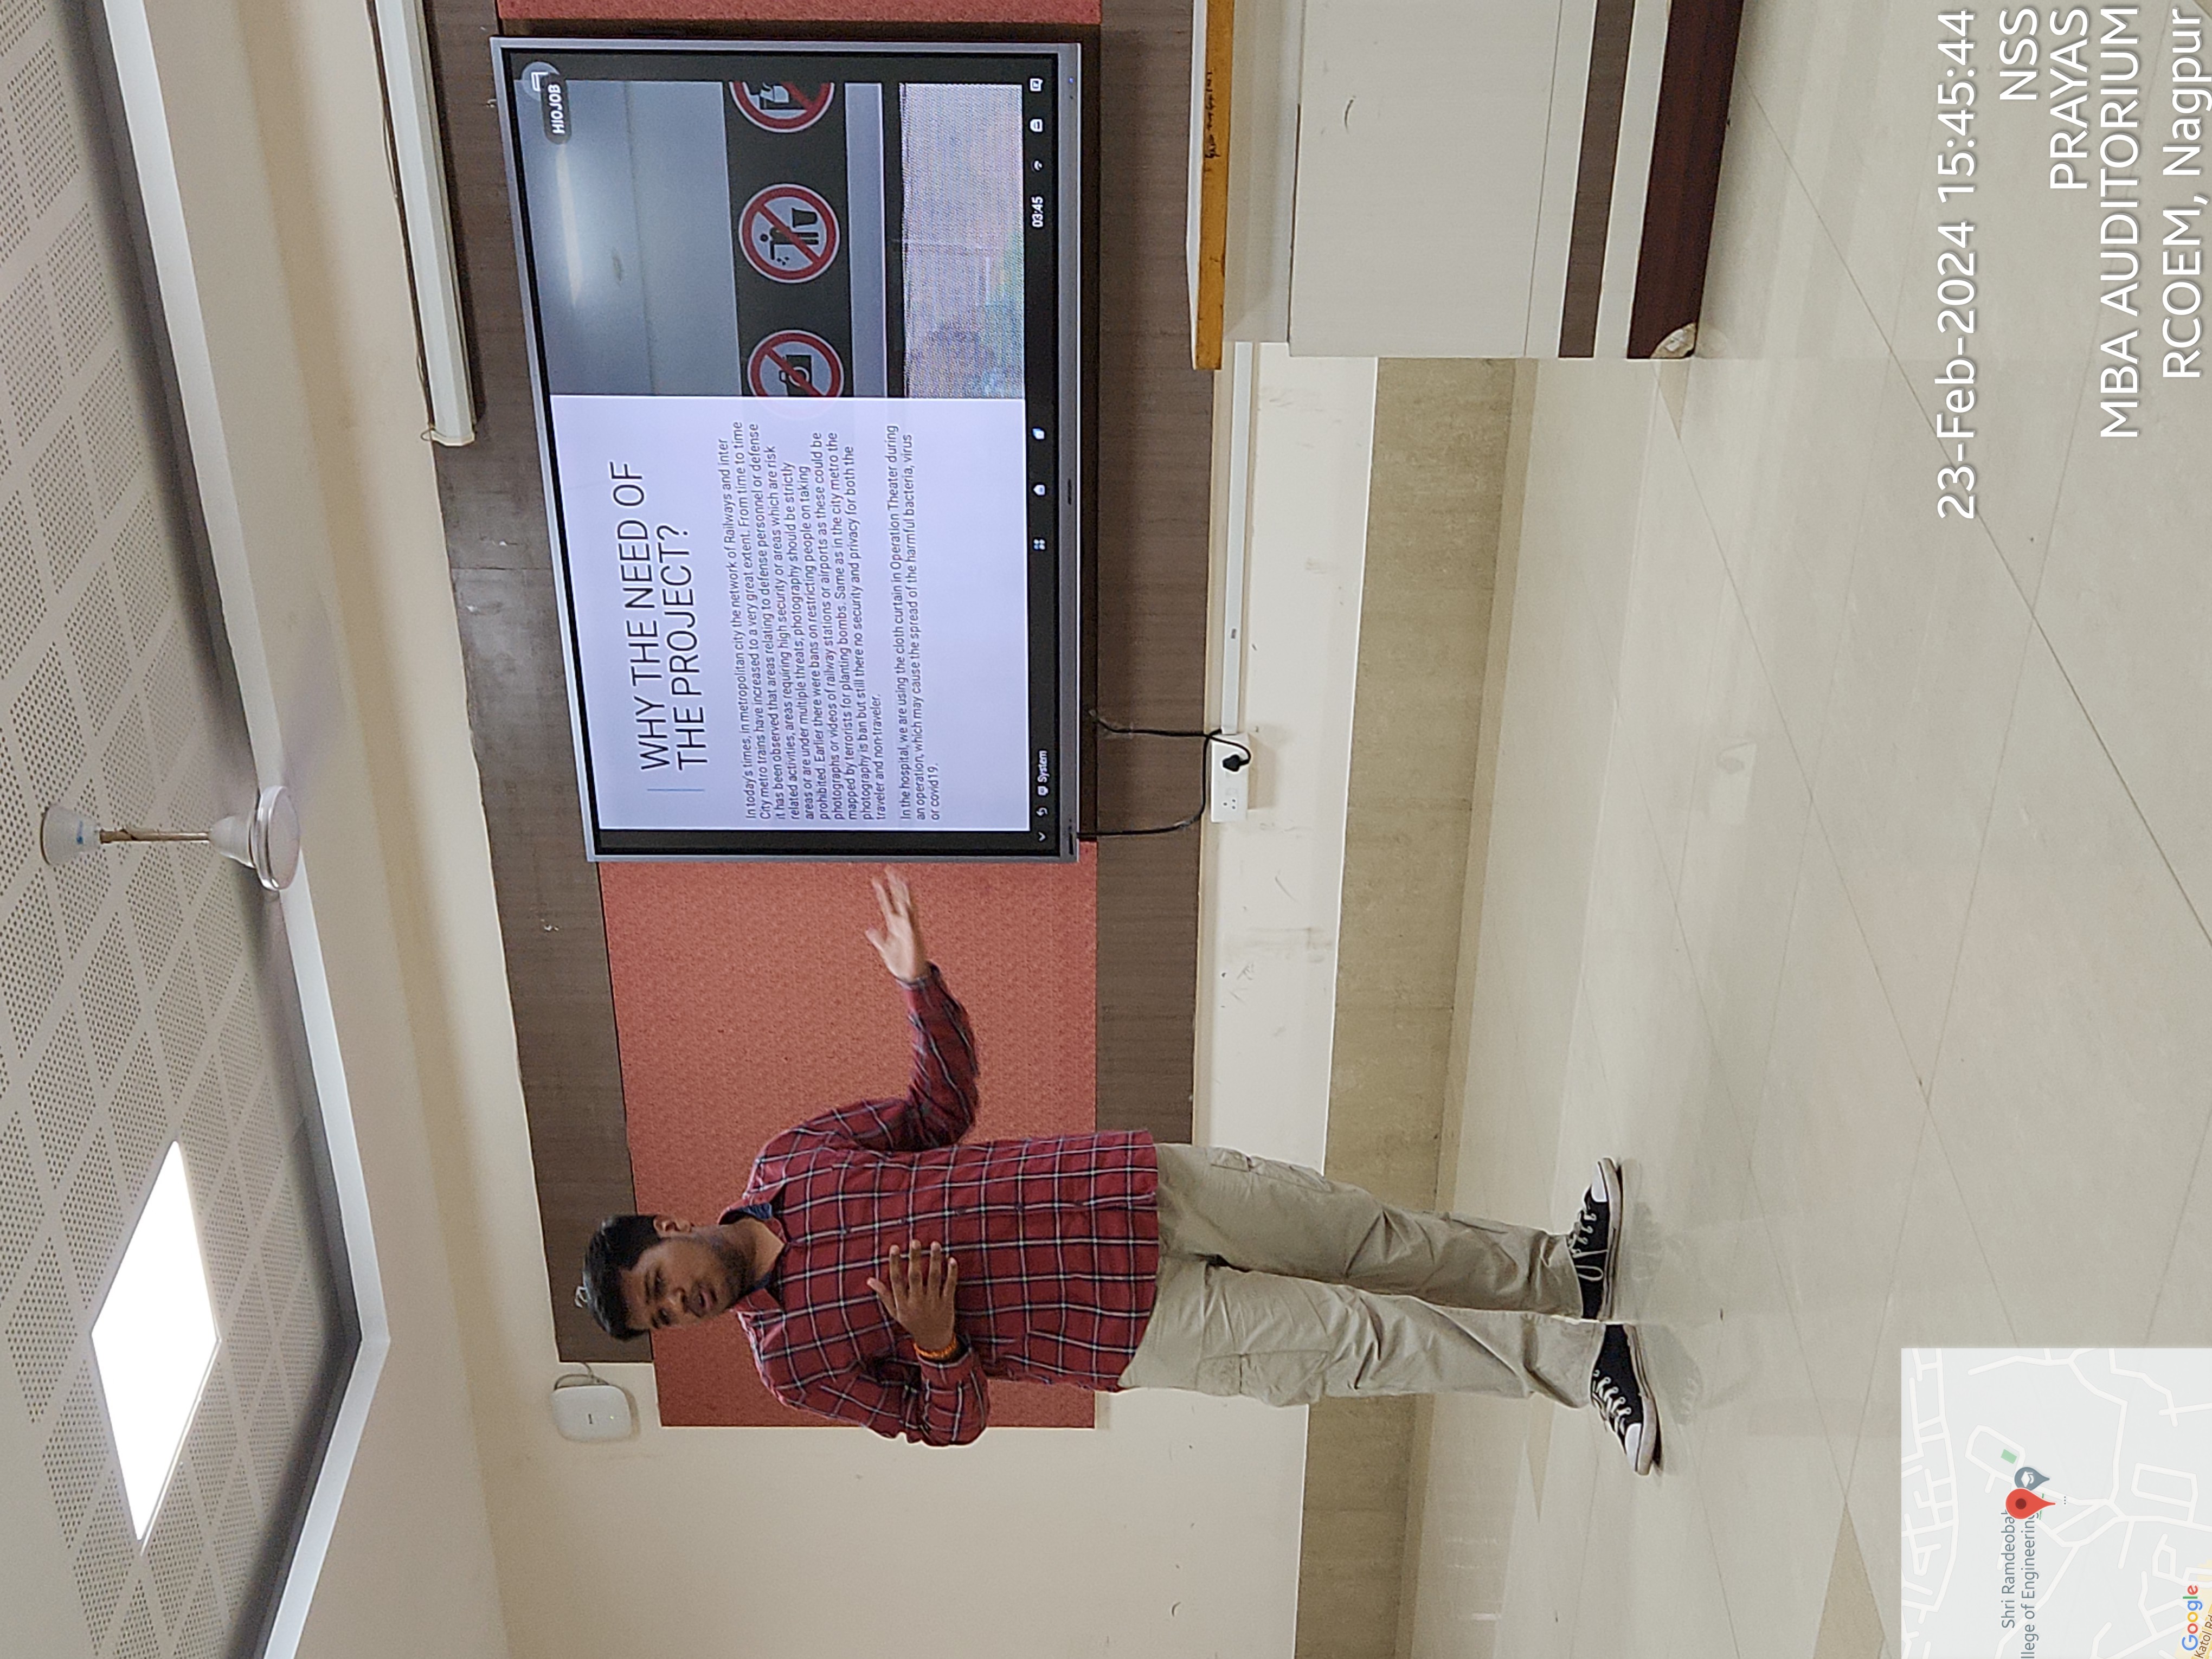 HIOJOB
WHY THE NEED OF
THE PROJECT?
In today's times, in metropolitan city the network of Railways and inter
City metro trains have increased to a very great extent. From time to time
it has been observed that areas relating to defense personnel or defense
related activities, areas requiring high security or areas which are risk
areas or are under multiple threats, photography should be strictly
prohibited. Earlier there were bans on restricting people on taking
photographs or videos of railway stations or airports as these could be
mapped by terrorists for planting bombs. Same as in the city metro the
photography is ban but still there no security and privacy for both the
traveler and non-traveler.
In the hospital, we are using the cloth curtain in Operation Theater during
an operation, which may cause the spread of the harmful bacteria, virus
or covid19.
System
03:45
23-Feb-2024 15:45:44
NSS
PRAYAS
MBA AUDITORIUM
RCOEM, Nagpur
Shri Ramdeobab
llege of Engineering
...
Google
Katol Rd